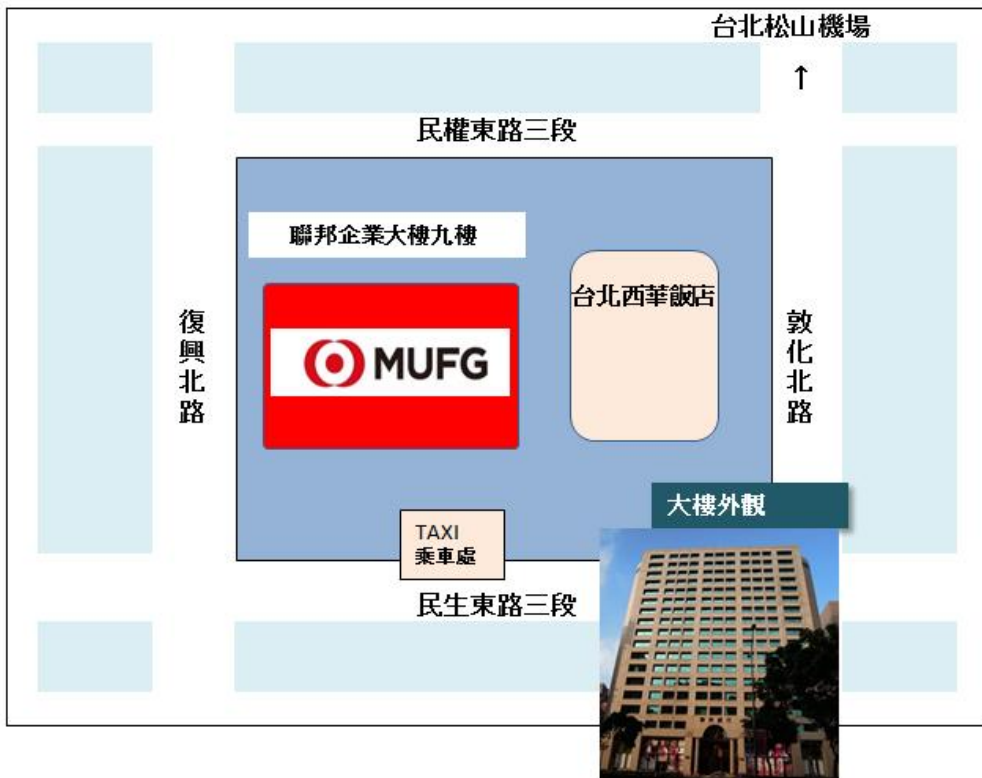 台北松山機場
↑
民權東路三段
聯邦企業大樓九樓
台北西華飯店
復興北路
MUFG
敦化北路
大樓外觀
TAXI
乘車處
民生東路三段